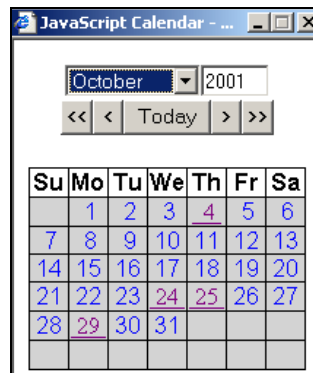 JavaScript Calendar - ...
October 2001
<< < Today > >>
Su Mo Tu We Th Fr Sa
1 2 3 4 5 6
7 8 9 10 11 12 13
14 15 16 17 18 19 20
21 22 23 24 25 26 27
28 29 30 31